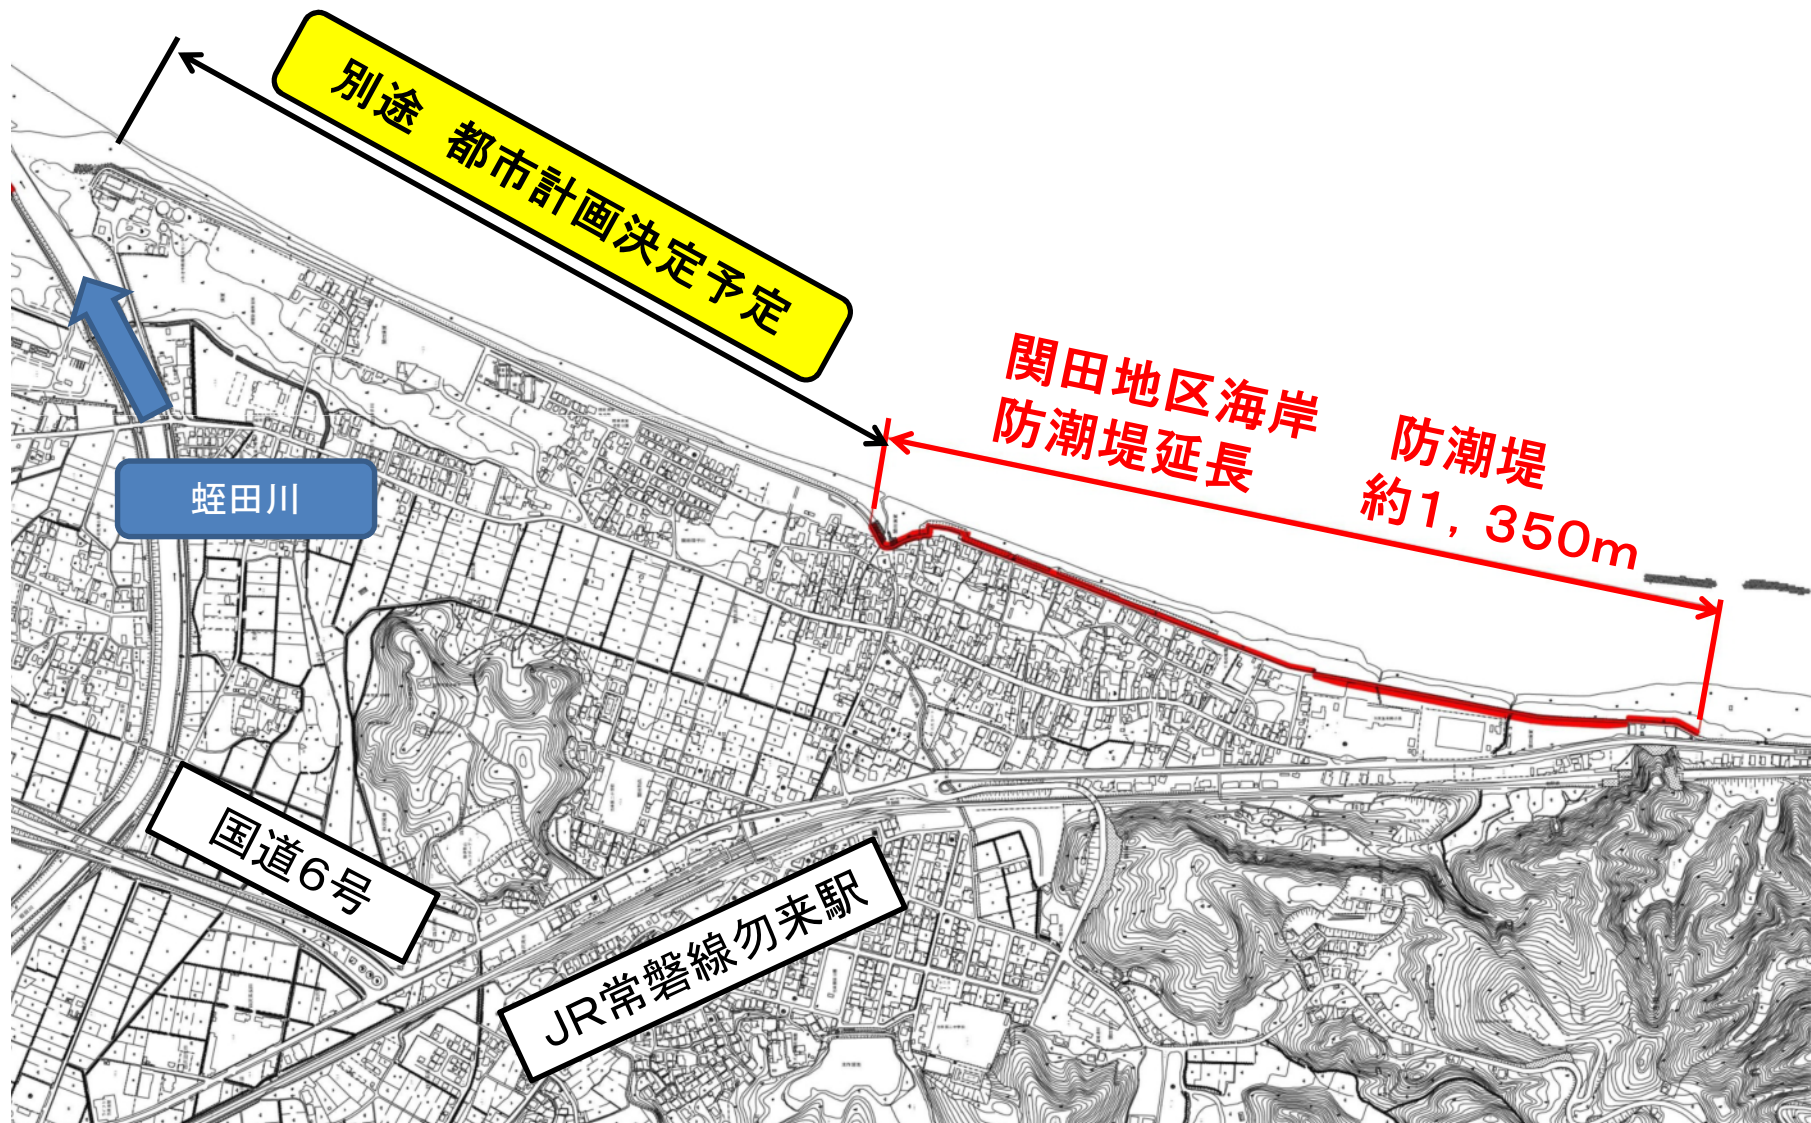 別途　都市計画決定予定
関田地区海岸　防潮堤
防潮堤延長　約1，350m
蛭田川
国道6号
JR常磐線勿来駅